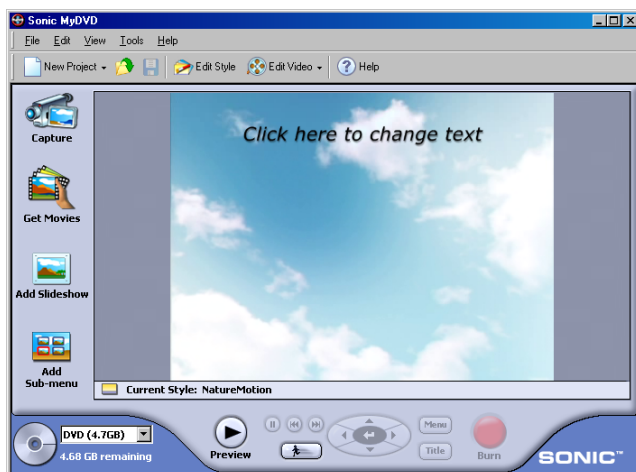 Sonic MyDVD
File Edit View Tools Help
New Project Edit Style Edit Video Help
Capture
Get Movies
Add Slideshow
Add
Sub-menu
Click here to change text
Current Style: NatureMotion
DVD (4.7GB)
4.68 GB remaining
Preview
Menu
Title
Burn
SONIC™